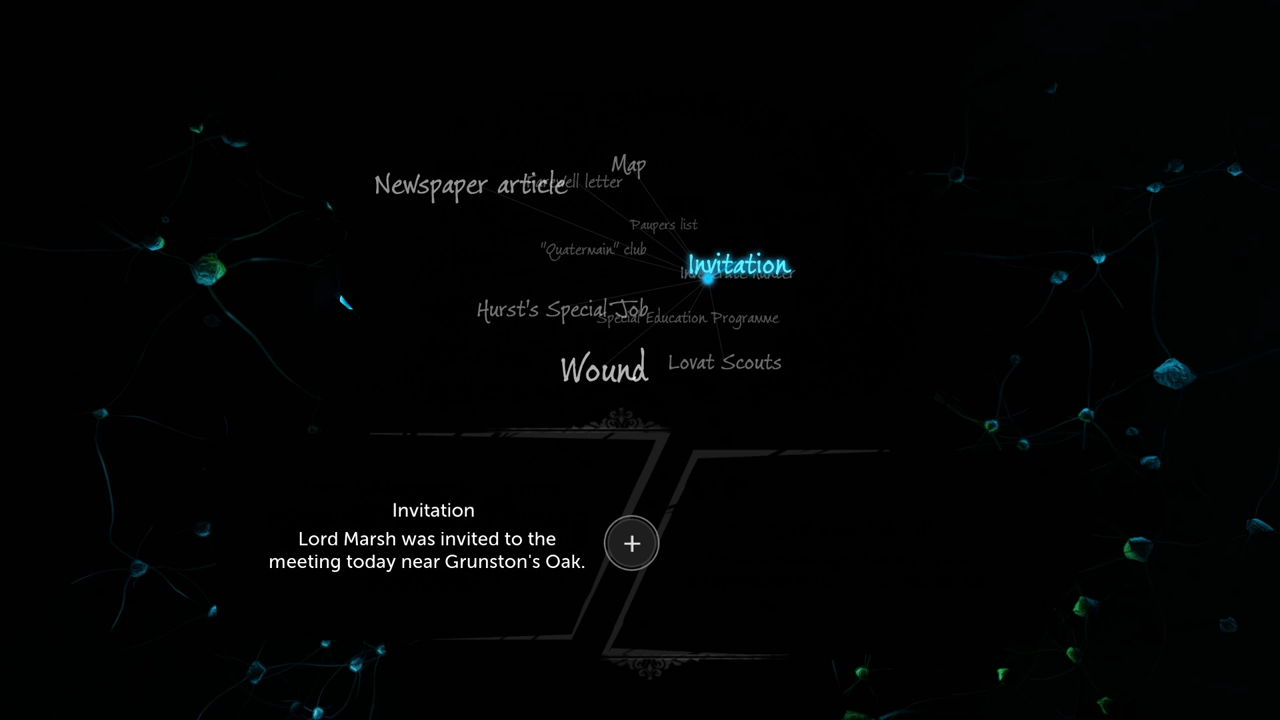 Map
Newspaper article
letter
Paupers list
"Quatermain" club
Invitation
Hurst's Special Job
Special Education Programme
Wound
Lovat Scouts
Invitation
Lord Marsh was invited to the
meeting today near Grunston's Oak.
+